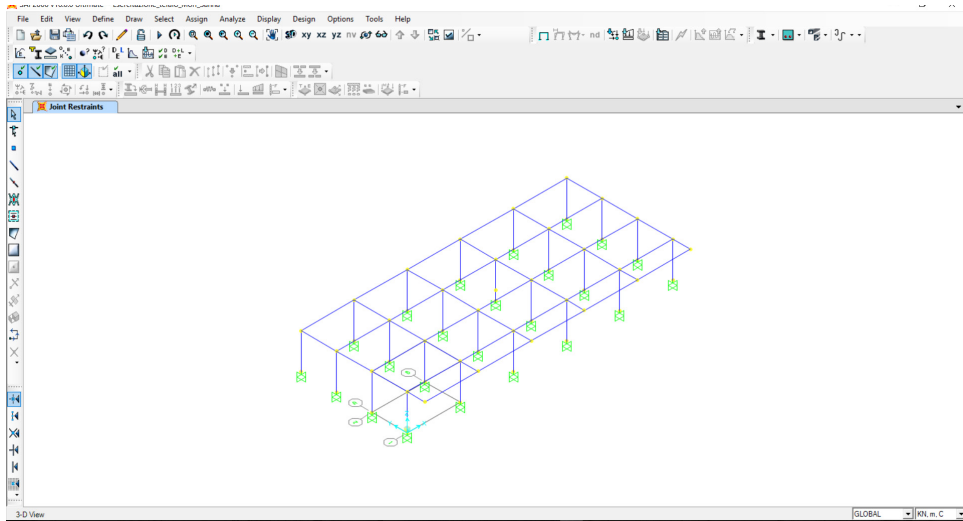 File Edit View Define Draw Select Assign Analyze Display Design Options Tools Help
3D xy xz yz nv nd
all
Joint Restraints
3-D View GLOBAL KN, m, C